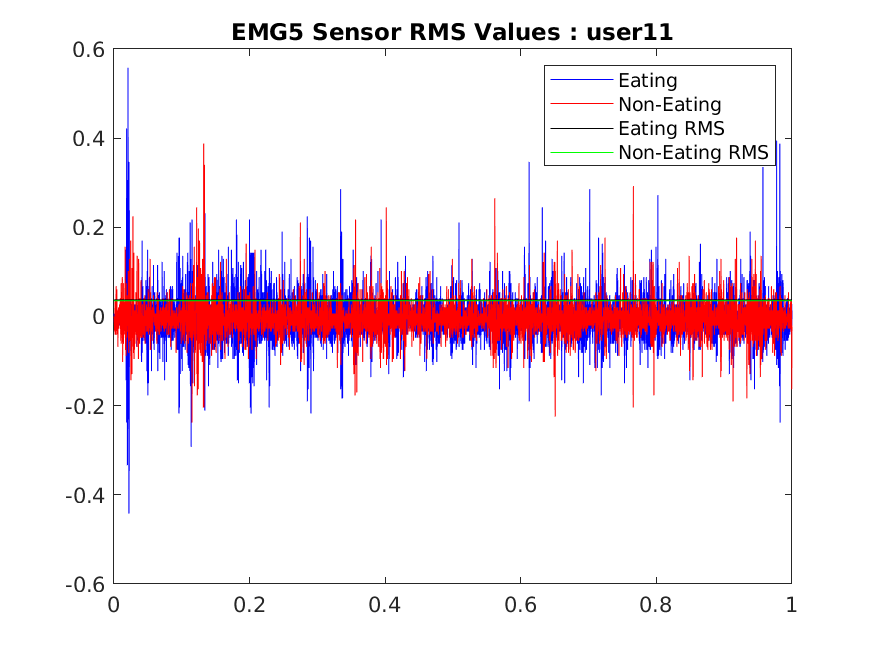 EMG5 Sensor RMS Values : user11
0.6
0.4
0.2
0
-0.2
-0.4
-0.6
Eating
Non-Eating
Eating RMS
Non-Eating RMS
0 0.2 0.4 0.6 0.8 1